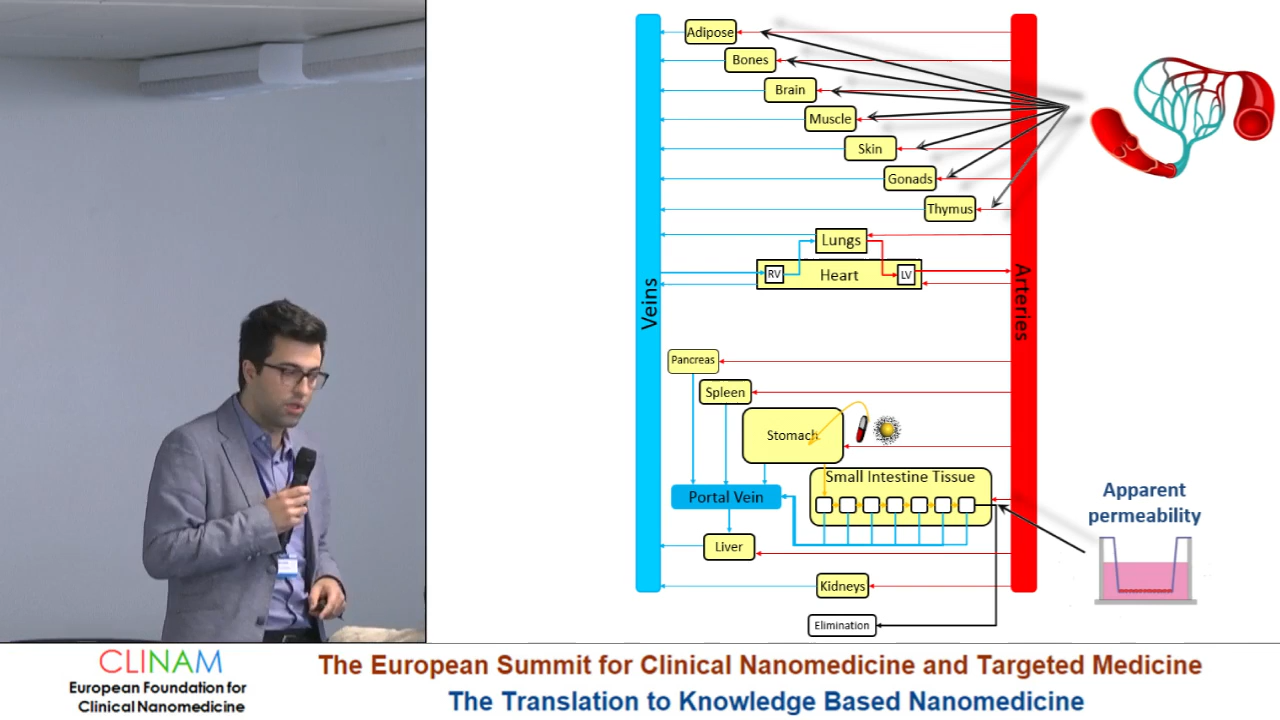 Adipose
Bones
Brain
Muscle
Skin
Gonads
Thymus
Lungs
RV
Heart
LV
Veins
Arteries
Pancreas
Spleen
Stomach
Small Intestine Tissue
Portal Vein
Liver
Kidneys
Elimination
Apparent
permeability
CLINAM
European Foundation for
Clinical Nanomedicine
The European Summit for Clinical Nanomedicine and Targeted Medicine
The Translation to Knowledge Based Nanomedicine